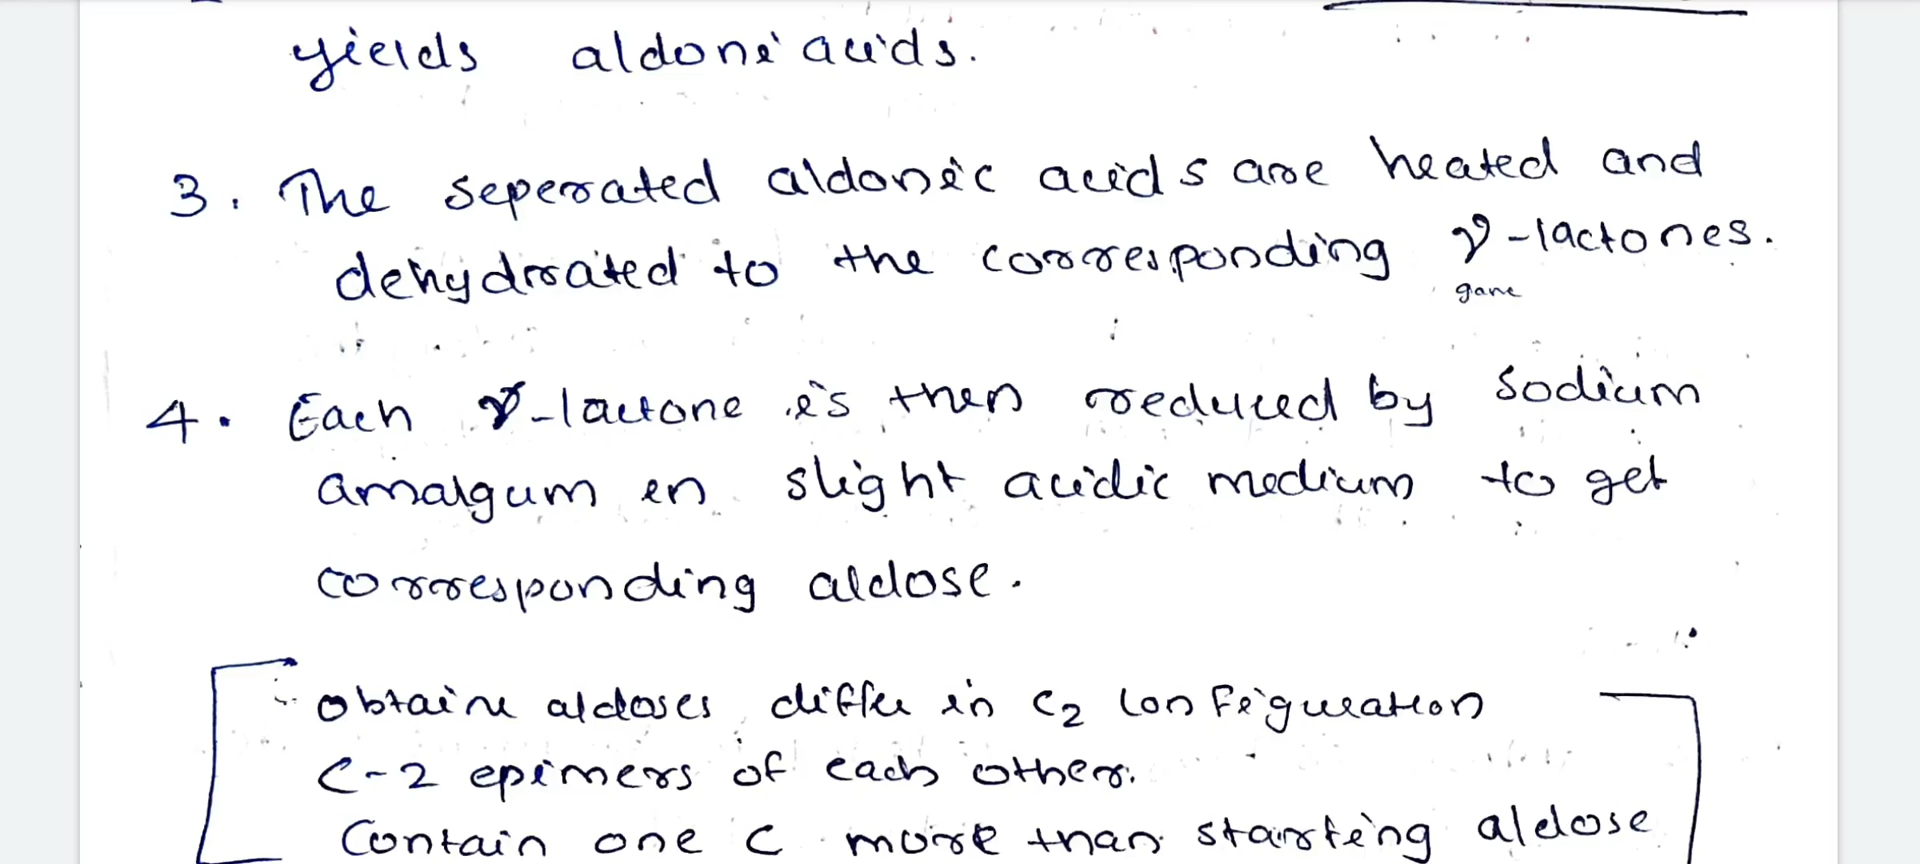 yields aldonic acids.
3. The seperated aldonic acids are heated and
dehydrated to the corresponding γ-lactones.
gane
4. Each γ-lactone is then reduced by sodium
amalgum in slight acidic medium to get
corresponding aldose.
obtaine aldoses differ in C2 configuration
C-2 epimers of each other.
Contain one C more than starting aldose